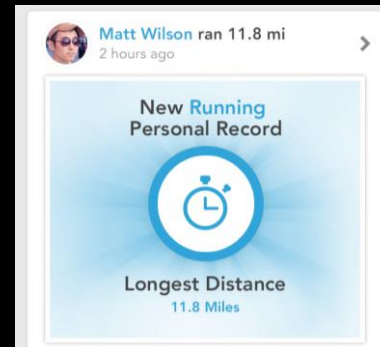 Matt Wilson ran 11.8 mi
2 hours ago
New Running
Personal Record
Longest Distance
11.8 Miles